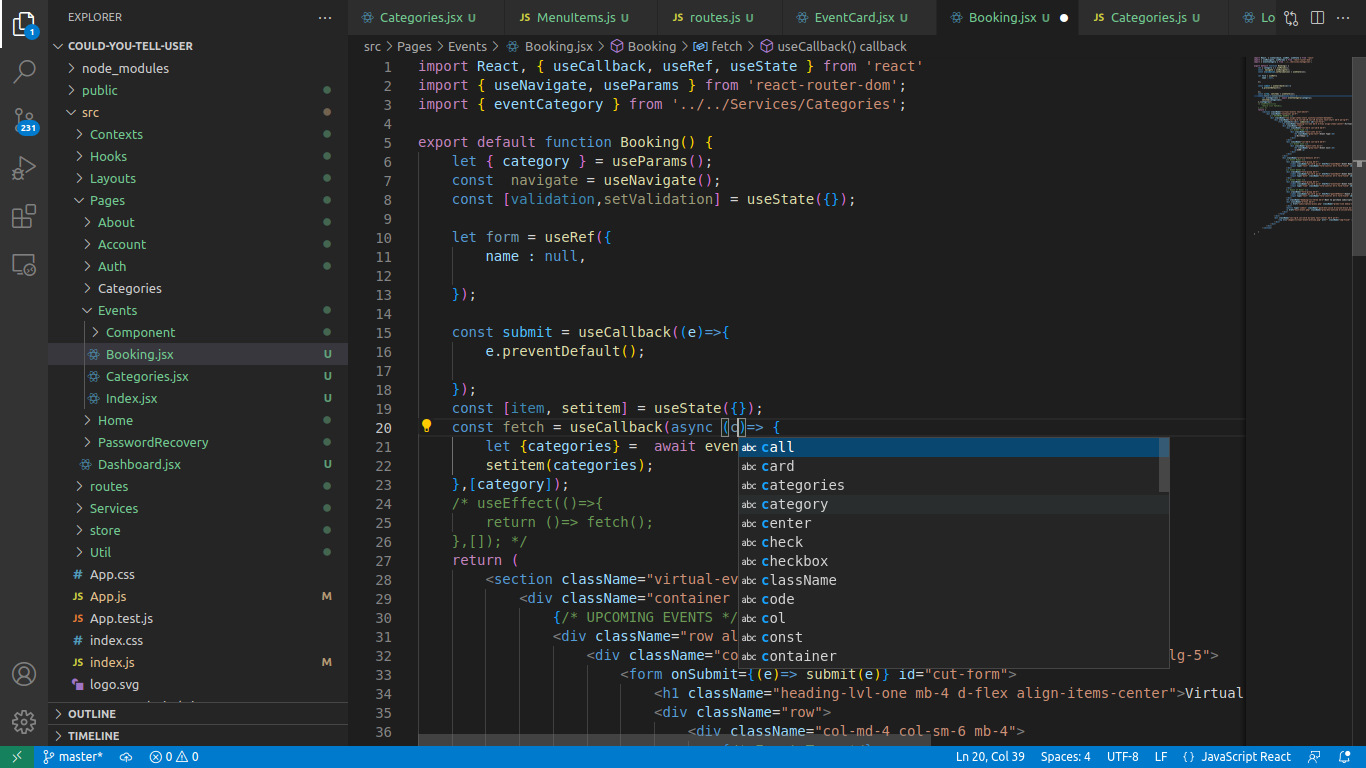 EXPLORER
COULD-YOU-TELL-USER
node_modules
public
src
Contexts
Hooks
Layouts
Pages
About
Account
Auth
Categories
Events
Component
Booking.jsx U
Categories.jsx U
Index.jsx U
Home
PasswordRecovery
Dashboard.jsx U
routes
Services
store
Util
# App.css
JS App.js M
JS App.test.js
# index.css
JS index.js M
logo.svg
OUTLINE
TIMELINE
1
231
Categories.jsx U
JS MenuItems.js U
JS routes.js U
EventCard.jsx U
Booking.jsx U
JS Categories.js U
Lo
src > Pages > Events > Booking.jsx > Booking > fetch > useCallback() callback
1 import React, { useCallback, useRef, useState } from 'react'
2 import { useNavigate, useParams } from 'react-router-dom';
3 import { eventCategory } from '../../Services/Categories';
4
5 export default function Booking() {
6 let { category } = useParams();
7 const  navigate = useNavigate();
8 const [validation,setValidation] = useState({});
9
10 let form = useRef({
11 name : null,
12
13 });
14
15 const submit = useCallback((e)=>{
16 e.preventDefault();
17
18 });
19 const [item, setitem] = useState({});
20 const fetch = useCallback(async (c)=> {
21 let {categories} =  await even
22 setitem(categories);
23 },[category]);
24 /* useEffect(()=>{
25 return ()=> fetch();
26 },[]); */
27 return (
28 <section className="virtual-ev
29 <div className="container
30 {/* UPCOMING EVENTS */
31 <div className="row al
32 <div className="co lg-5">
33 <form onSubmit={(e)=> submit(e)} id="cut-form">
34 <h1 className="heading-lvl-one mb-4 d-flex align-items-center">Virtual
35 <div className="row">
36 <div className="col-md-4 col-sm-6 mb-4">
abc call
abc card
abc categories
abc category
abc center
abc check
abc checkbox
abc className
abc code
abc col
abc const
abc container
master*
0 0
Ln 20, Col 39
Spaces: 4
UTF-8
LF
{} JavaScript React